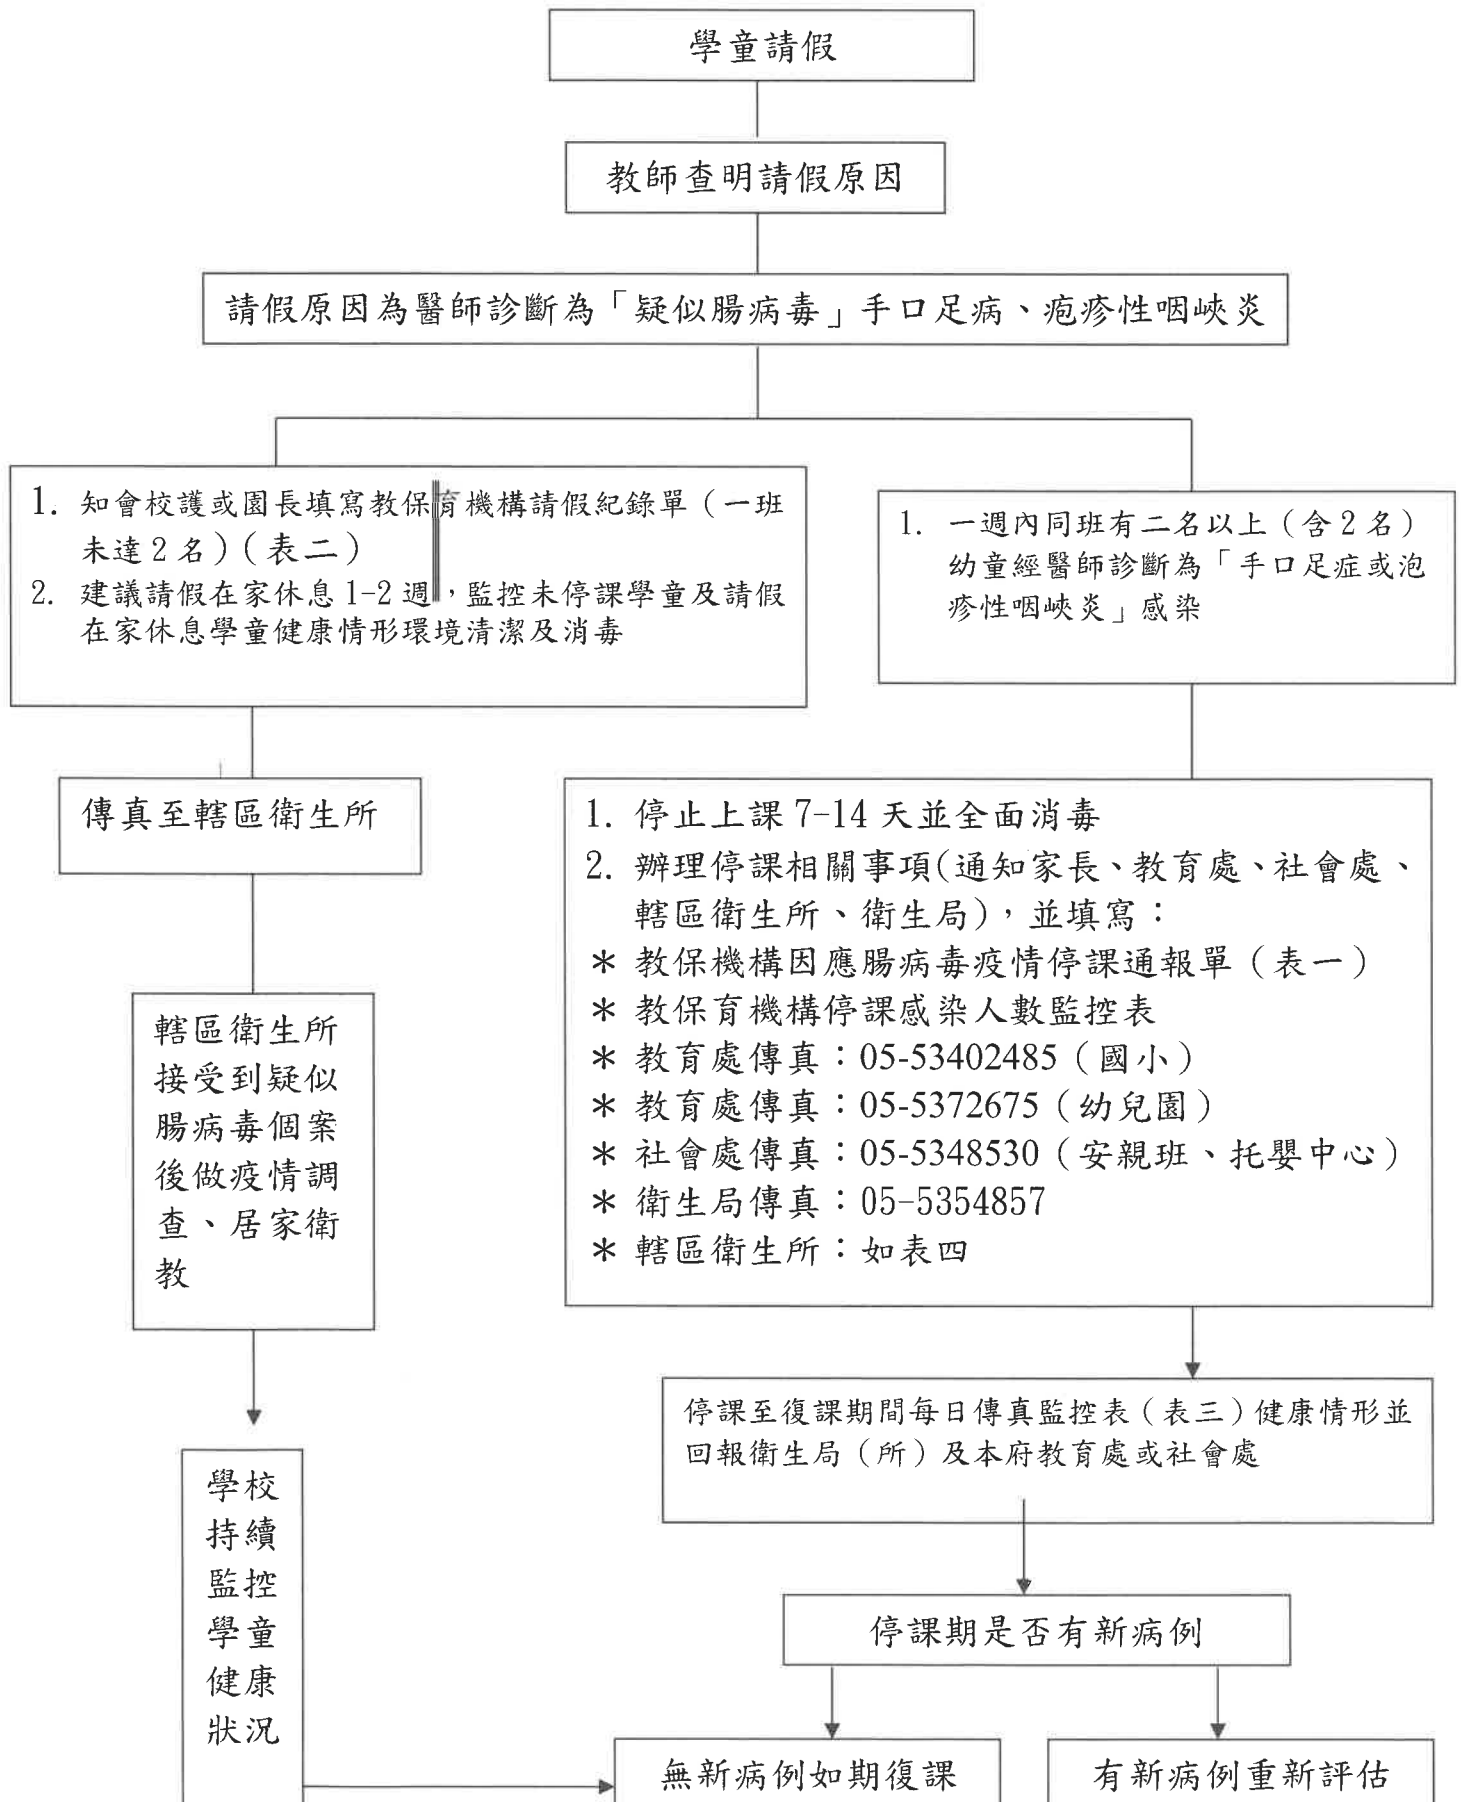 學童請假
教師查明請假原因
請假原因為醫師診斷為「疑似腸病毒」手口足病、疱疹性咽峽炎
1. 知會校護或園長填寫教保育機構請假紀錄單（一班
未達2名）（表二）
2. 建議請假在家休息1-2週，監控未停課學童及請假
在家休息學童健康情形環境清潔及消毒
1. 一週內同班有二名以上（含2名）
幼童經醫師診斷為「手口足症或泡
疹性咽峽炎」感染
傳真至轄區衛生所
1. 停止上課7-14天並全面消毒
2. 辦理停課相關事項(通知家長、教育處、社會處、
轄區衛生所、衛生局)，並填寫：
＊ 教保機構因應腸病毒疫情停課通報單（表一）
＊ 教保育機構停課感染人數監控表
＊ 教育處傳真：05-53402485（國小）
＊ 教育處傳真：05-5372675（幼兒園）
＊ 社會處傳真：05-5348530（安親班、托嬰中心）
＊ 衛生局傳真：05-5354857
＊ 轄區衛生所：如表四
轄區衛生所
接受到疑似
腸病毒個案
後做疫情調
查、居家衛
教
停課至復課期間每日傳真監控表（表三）健康情形並
回報衛生局（所）及本府教育處或社會處
學校
持續
監控
學童
健康
狀況
停課期是否有新病例
無新病例如期復課
有新病例重新評估